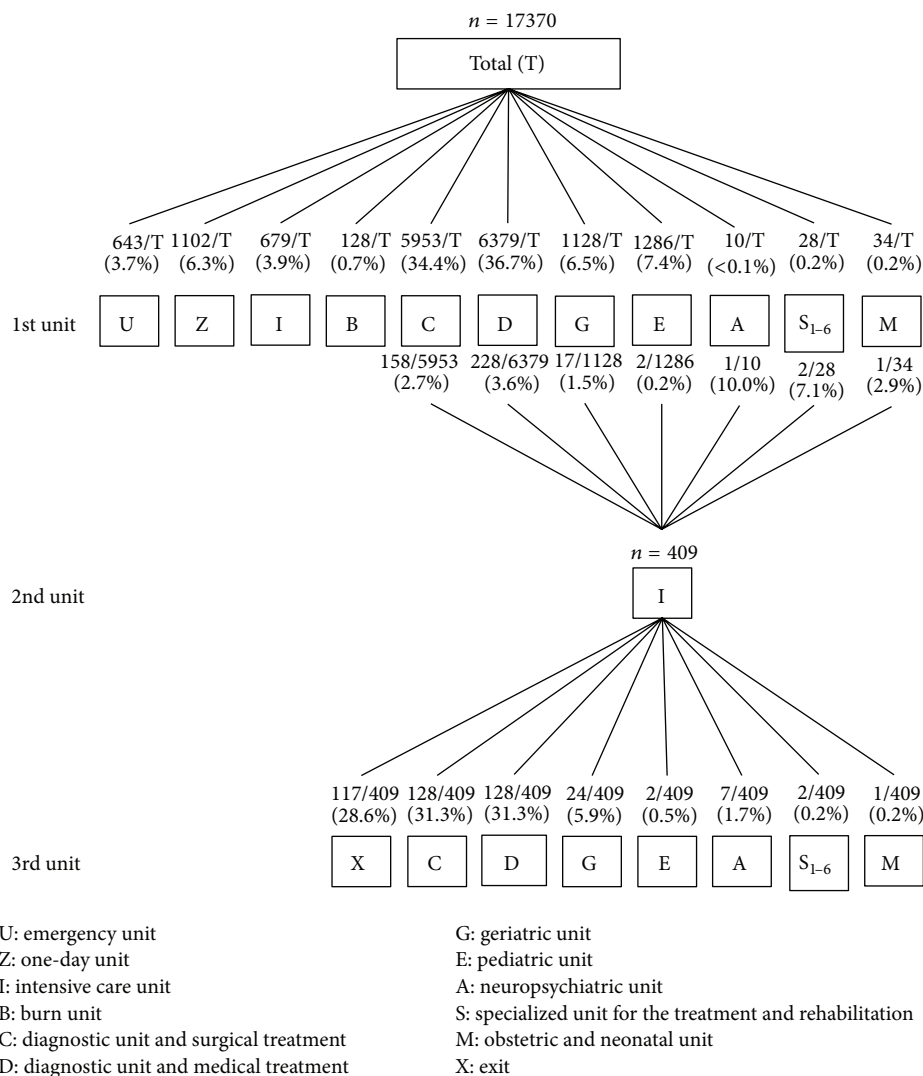 n = 17370
Total (T)
643/T 1102/T 679/T 128/T 5953/T 6379/T 1128/T 1286/T 10/T 28/T 34/T
(3.7%) (6.3%) (3.9%) (0.7%) (34.4%) (36.7%) (6.5%) (7.4%) (<0.1%) (0.2%) (0.2%)
1st unit U Z I B C D G E A S1–6 M
158/5953 228/6379 17/1128 2/1286 1/10 2/28 1/34
(2.7%) (3.6%) (1.5%) (0.2%) (10.0%) (7.1%) (2.9%)
n = 409
2nd unit I
117/409 128/409 128/409 24/409 2/409 7/409 2/409 1/409
(28.6%) (31.3%) (31.3%) (5.9%) (0.5%) (1.7%) (0.2%) (0.2%)
3rd unit X C D G E A S1–6 M
U: emergency unit
Z: one-day unit
I: intensive care unit
B: burn unit
C: diagnostic unit and surgical treatment
D: diagnostic unit and medical treatment
G: geriatric unit
E: pediatric unit
A: neuropsychiatric unit
S: specialized unit for the treatment and rehabilitation
M: obstetric and neonatal unit
X: exit